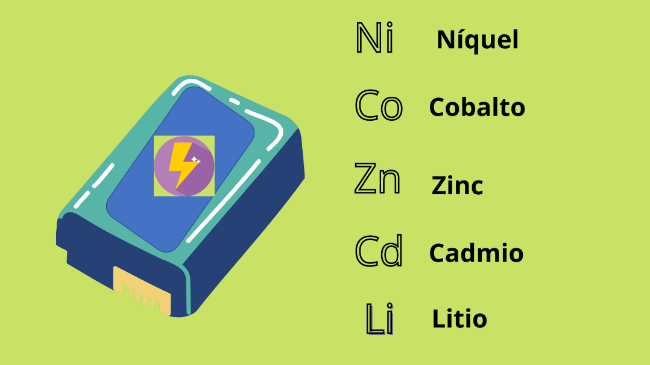 Ni Níquel
Co Cobalto
Zn Zinc
Cd Cadmio
Li Litio